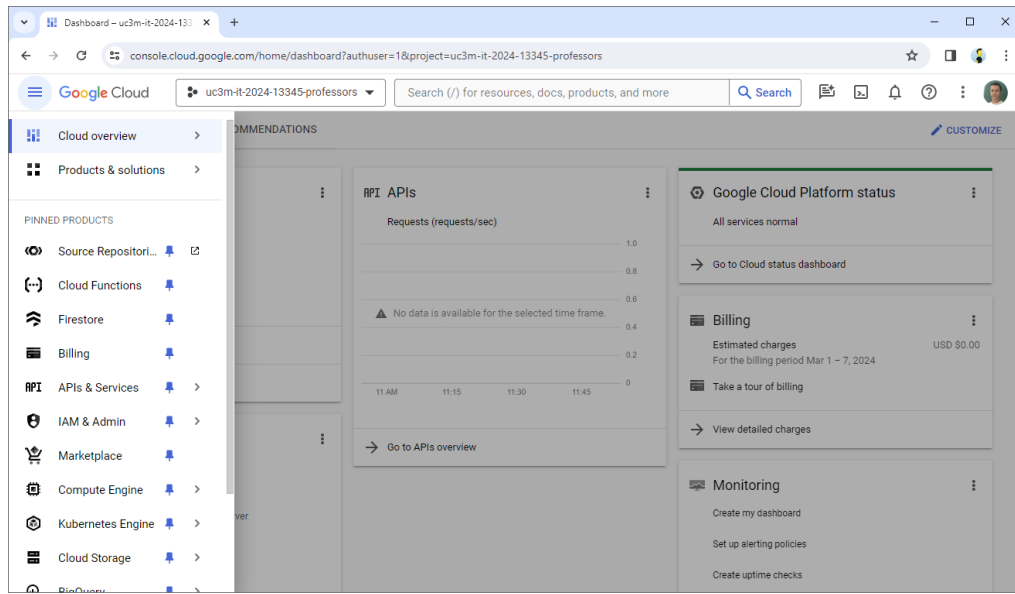 Dashboard – uc3m-it-2024-133
console.cloud.google.com/home/dashboard?authuser=1&project=uc3m-it-2024-13345-professors
Google Cloud
uc3m-it-2024-13345-professors
Search (/) for resources, docs, products, and more
Search
Cloud overview
Products & solutions
PINNED PRODUCTS
Source Repositori...
Cloud Functions
Firestore
Billing
API APIs & Services
IAM & Admin
Marketplace
Compute Engine
Kubernetes Engine
Cloud Storage
BigQuery
OMMENDATIONS
CUSTOMIZE
ver
API APIs
Requests (requests/sec)
1.0
0.8
0.6
No data is available for the selected time frame.
0.4
0.2
0
11 AM 11:15 11:30 11:45
Go to APIs overview
Google Cloud Platform status
All services normal
Go to Cloud status dashboard
Billing
Estimated charges USD $0.00
For the billing period Mar 1 – 7, 2024
Take a tour of billing
View detailed charges
Monitoring
Create my dashboard
Set up alerting policies
Create uptime checks